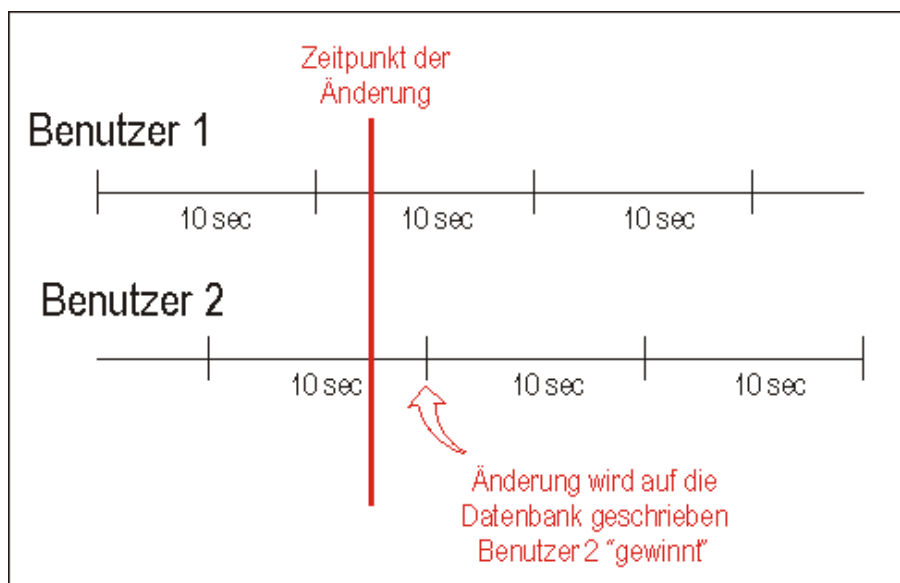 Zeitpunkt der
Änderung
Benutzer 1
10 sec
10 sec
10 sec
Benutzer 2
10 sec
10 sec
10 sec
Änderung wird auf die
Datenbank geschrieben
Benutzer 2 "gewinnt"